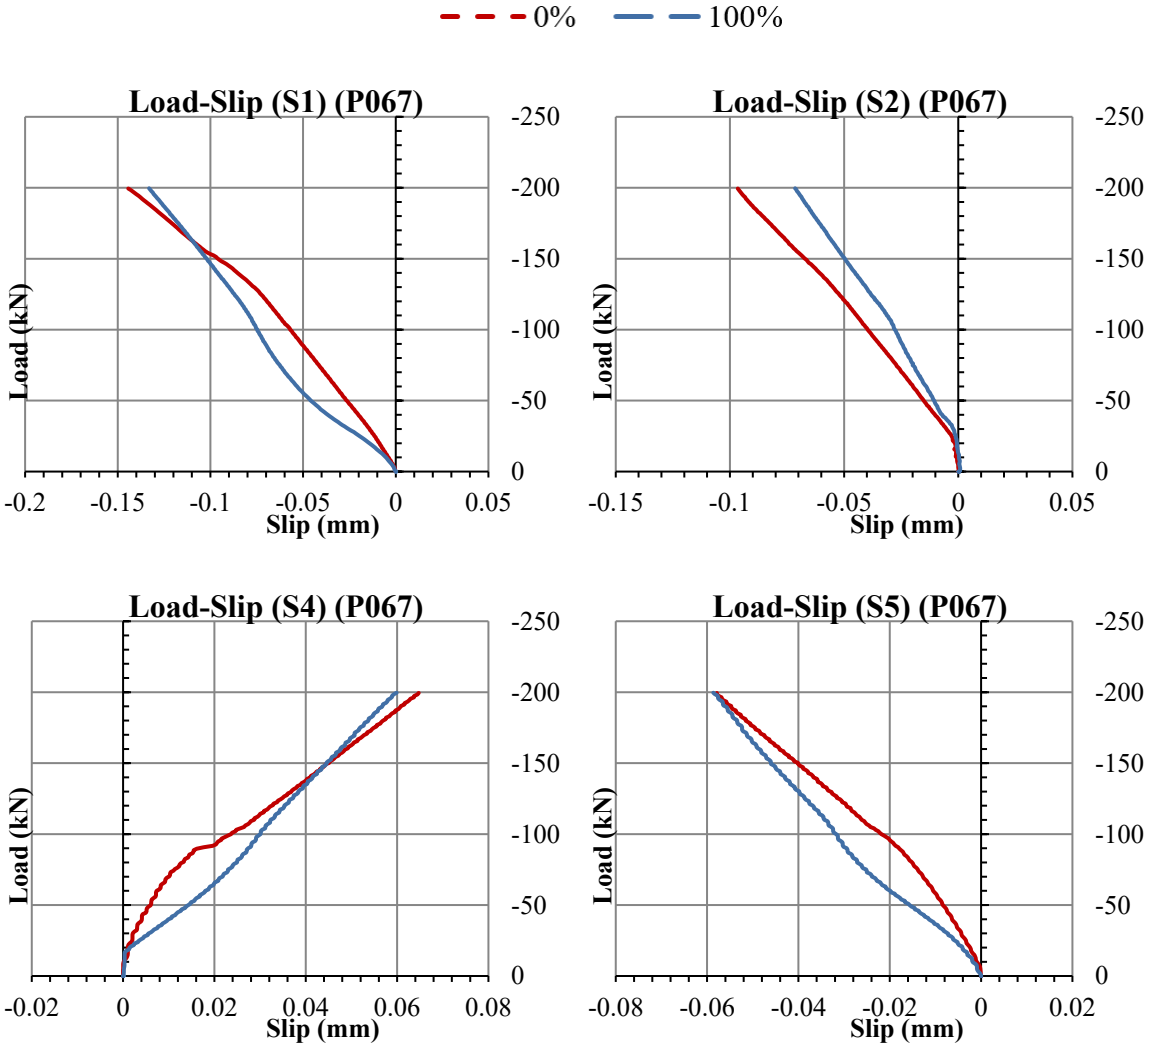 0% 100%
Load-Slip (S1) (P067)
-250
-200
-150
-100
-50
0
Load (kN)
-0.2 -0.15 -0.1 -0.05 0 0.05
Slip (mm)
Load-Slip (S2) (P067)
-250
-200
-150
-100
-50
0
Load (kN)
-0.15 -0.1 -0.05 0 0.05
Slip (mm)
Load-Slip (S4) (P067)
-250
-200
-150
-100
-50
0
Load (kN)
-0.02 0 0.02 0.04 0.06 0.08
Slip (mm)
Load-Slip (S5) (P067)
-250
-200
-150
-100
-50
0
Load (kN)
-0.08 -0.06 -0.04 -0.02 0 0.02
Slip (mm)